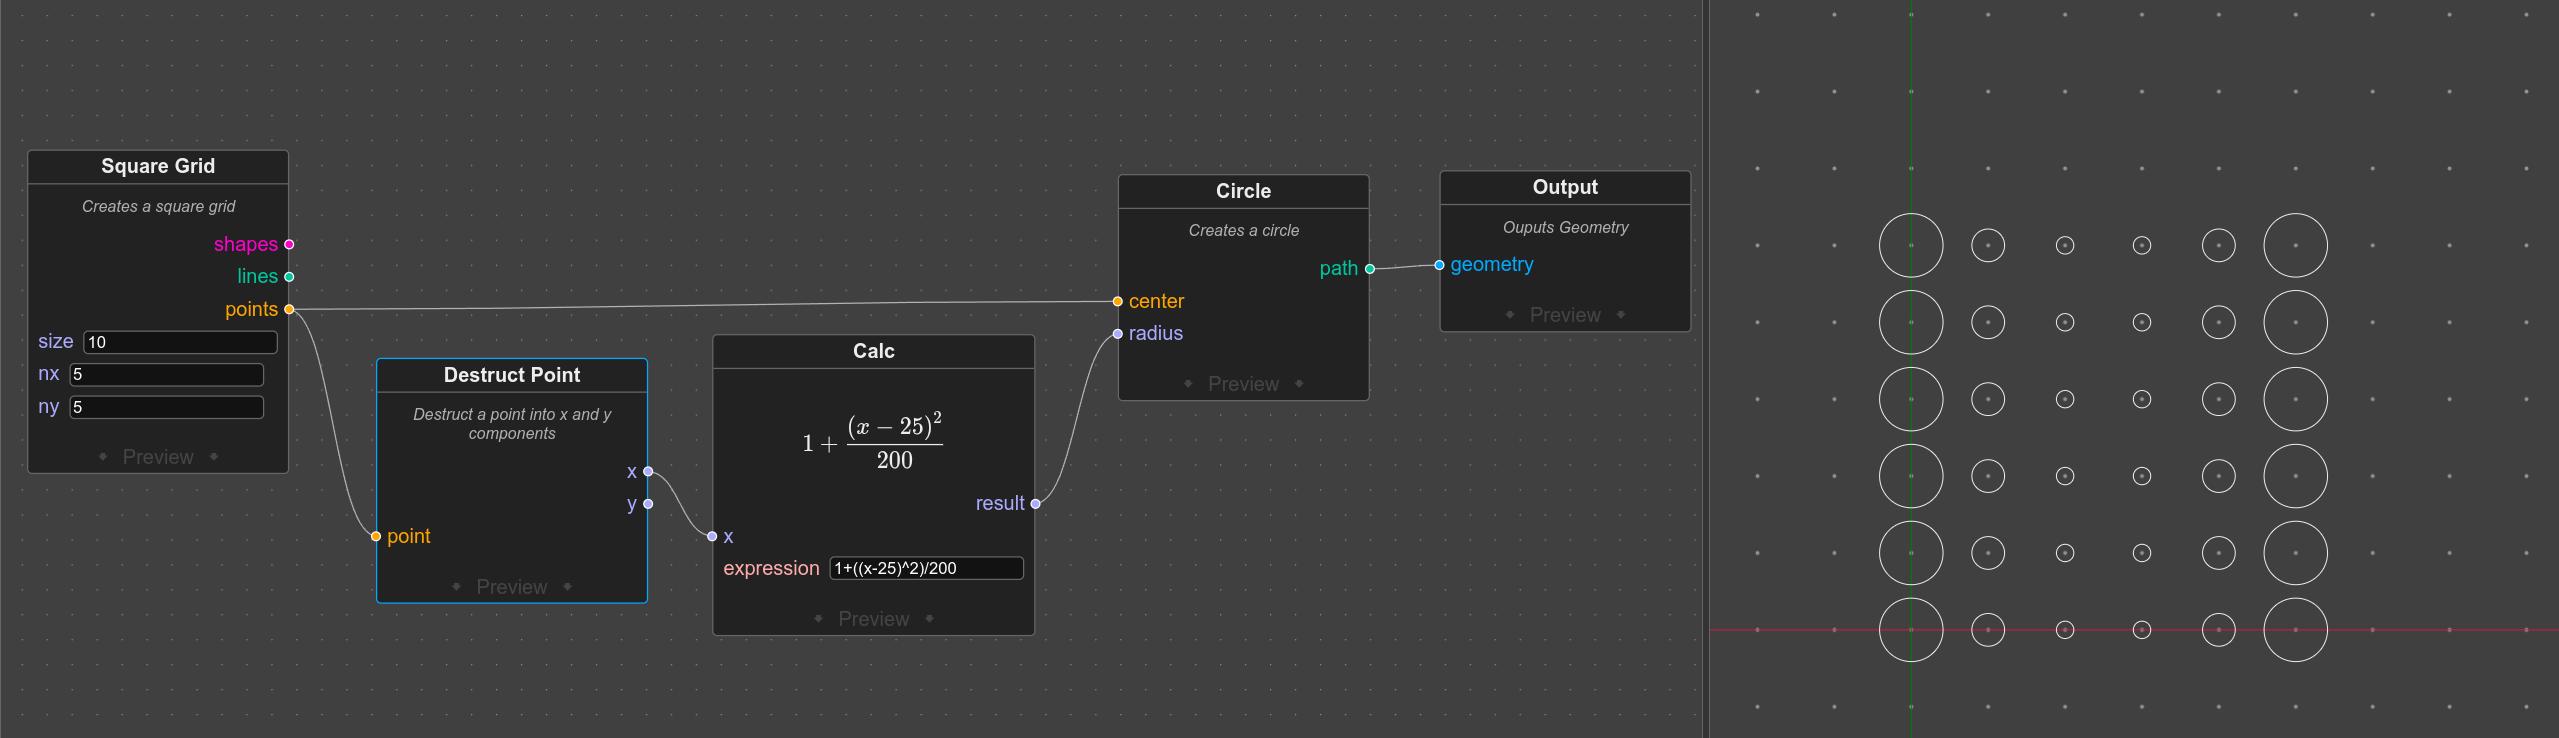 Square Grid
Creates a square grid
shapes
lines
points
size 10
nx 5
ny 5
Preview
Destruct Point
Destruct a point into x and y
components
x
y
point
Preview
Calc
1 + (x − 25)²
200
result
x
expression 1+((x-25)^2)/200
Preview
Circle
Creates a circle
path
center
radius
Preview
Output
Ouputs Geometry
geometry
Preview